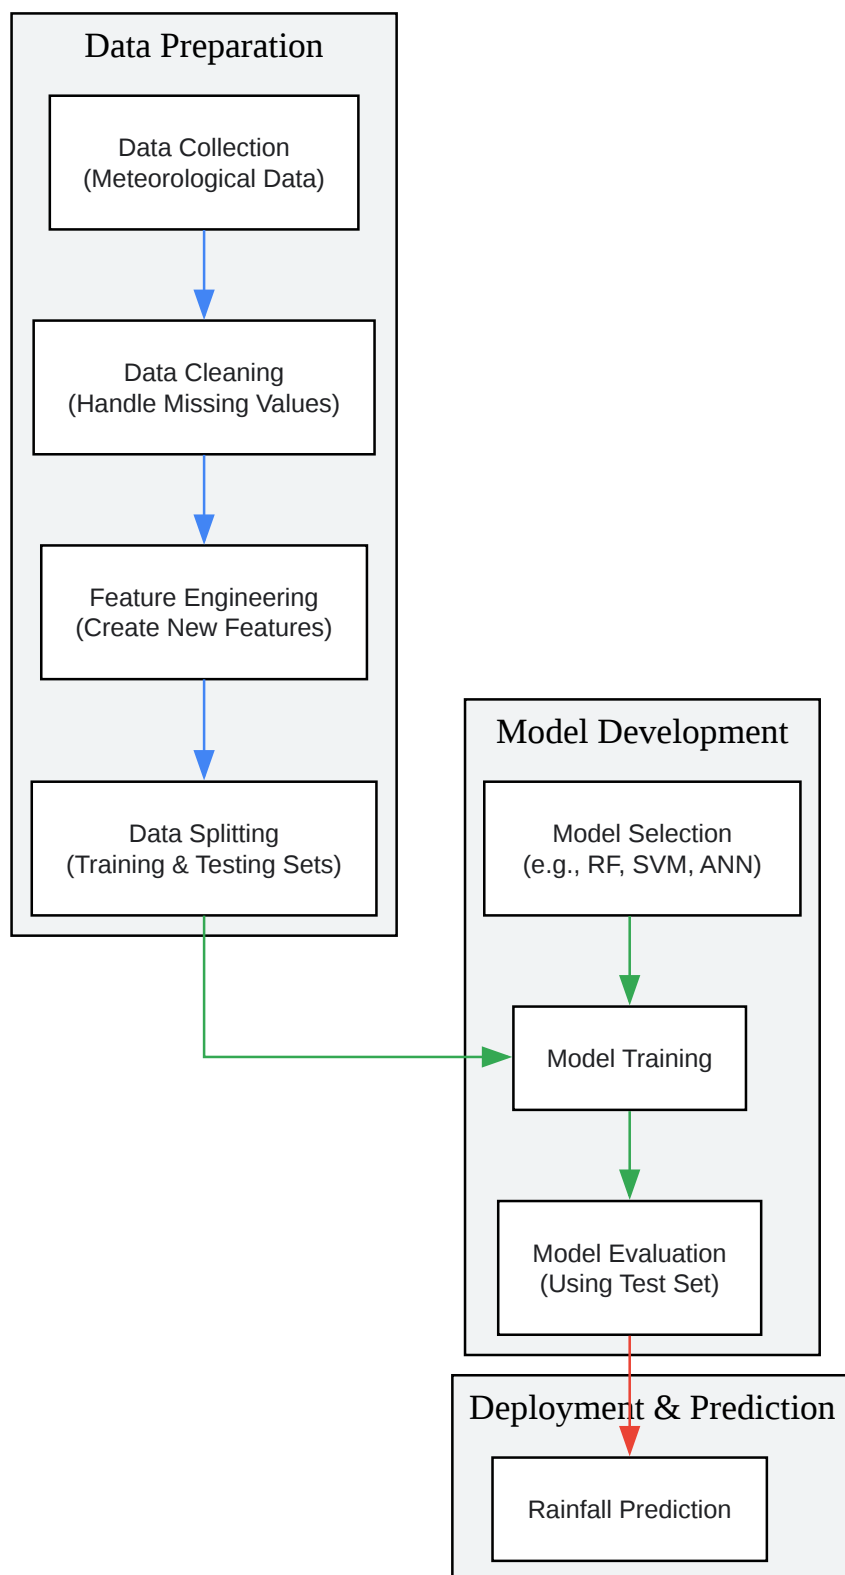 Data Preparation
Data Collection
(Meteorological Data)
Data Cleaning
(Handle Missing Values)
Feature Engineering
(Create New Features)
Data Splitting
(Training & Testing Sets)
Model Development
Model Selection
(e.g., RF, SVM, ANN)
Model Training
Model Evaluation
(Using Test Set)
Deployment & Prediction
Rainfall Prediction